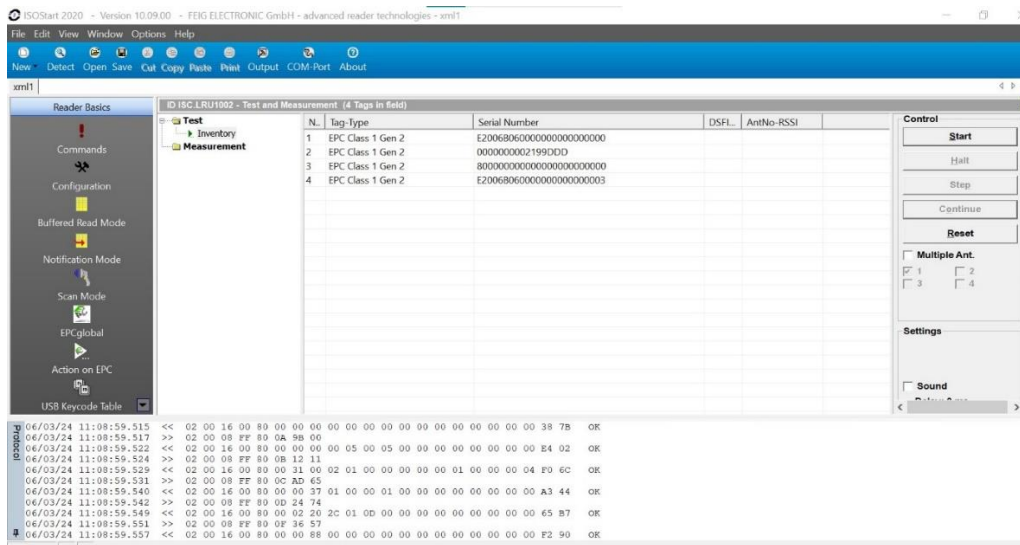 ISOStart 2020 - Version 10.09.00 - FEIG ELECTRONIC GmbH - advanced reader technologies - xml1
File Edit View Window Options Help
New Detect Open Save Cut Copy Paste Print Output COM-Port About
xml1
Reader Basics
Commands
Configuration
Buffered Read Mode
Notification Mode
Scan Mode
EPCglobal
Action on EPC
USB Keycode Table
ID ISC.LRU1002 - Test and Measurement (4 Tags in field)
Test
Inventory
Measurement
N... Tag-Type Serial Number DSFI... AntNo-RSSI
1 EPC Class 1 Gen 2 E20068060000000000000000
2 EPC Class 1 Gen 2 0000000002199DDD
3 EPC Class 1 Gen 2 800000000000000000000000
4 EPC Class 1 Gen 2 E20068060000000000000003
Control
Start
Halt
Step
Continue
Reset
Multiple Ant.
1 2
3 4
Settings
Sound
Protocol
06/03/24 11:08:59.515 << 02 00 16 00 80 00 00 00 00 00 00 00 00 00 00 00 00 00 00 00 38 7B OK
06/03/24 11:08:59.517 >> 02 00 08 FF 80 0A 9B 00
06/03/24 11:08:59.522 << 02 00 16 00 80 00 00 00 00 05 00 05 00 00 00 00 00 00 00 00 E4 02 OK
06/03/24 11:08:59.524 >> 02 00 08 FF 80 0B 12 11
06/03/24 11:08:59.529 << 02 00 16 00 80 00 31 00 02 01 00 00 00 00 00 01 00 00 00 04 F0 6C OK
06/03/24 11:08:59.531 >> 02 00 08 FF 80 0C AD 65
06/03/24 11:08:59.540 << 02 00 16 00 80 00 00 37 01 00 00 01 00 00 00 00 00 00 00 00 A3 44 OK
06/03/24 11:08:59.542 >> 02 00 08 FF 80 0D 24 74
06/03/24 11:08:59.549 << 02 00 16 00 80 00 02 20 2C 01 0D 00 00 00 00 00 00 00 00 00 65 B7 OK
06/03/24 11:08:59.551 >> 02 00 08 FF 80 0F 36 57
06/03/24 11:08:59.557 << 02 00 16 00 80 00 88 00 00 00 00 00 00 00 00 00 00 00 00 00 F2 90 OK